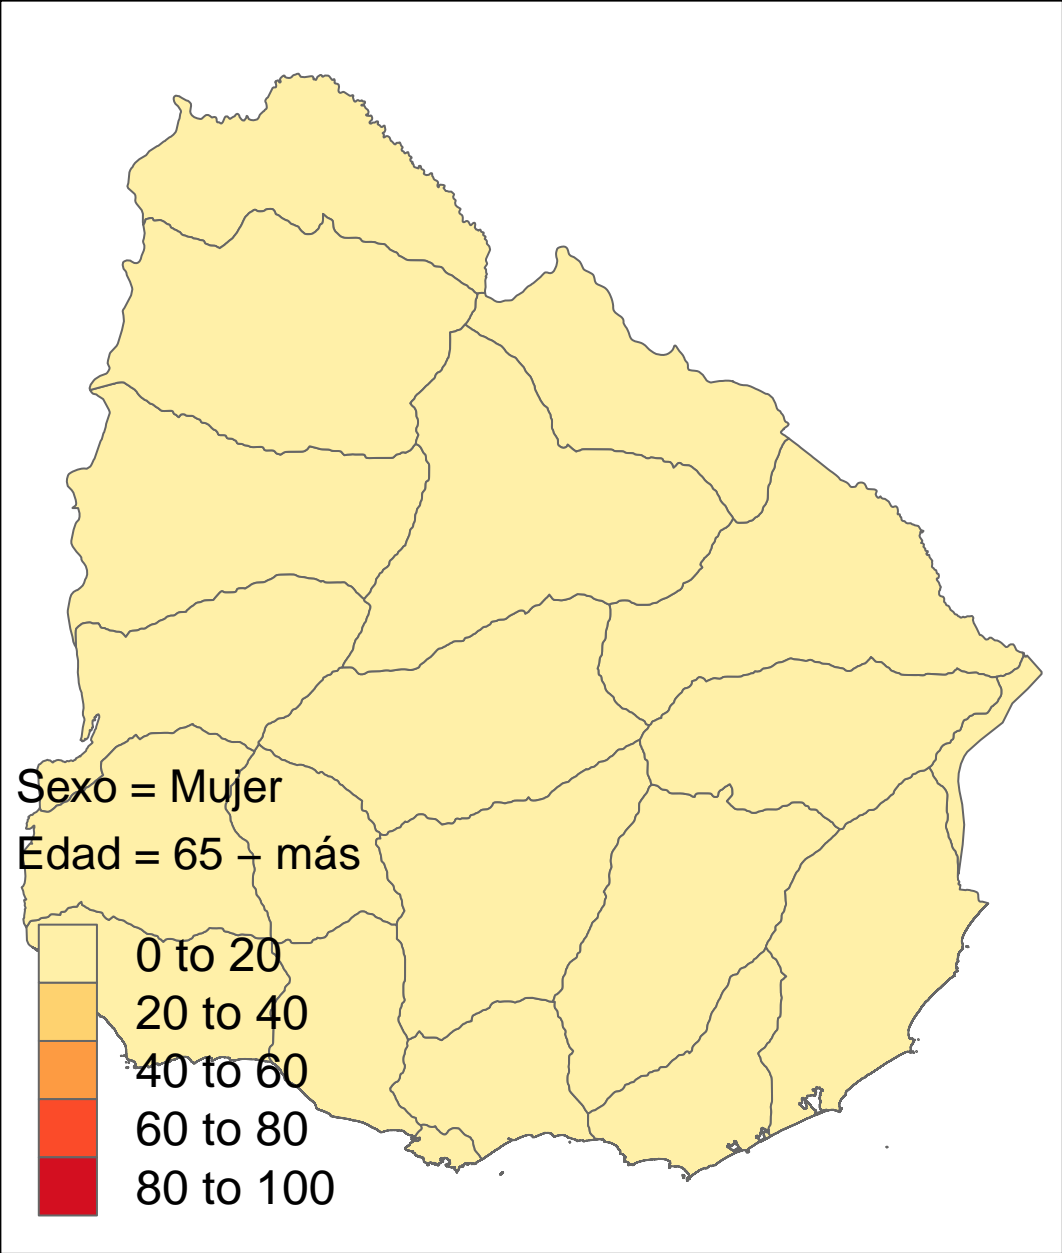 Sexo = Mujer
Edad = 65 – más
0 to 20
20 to 40
40 to 60
60 to 80
80 to 100